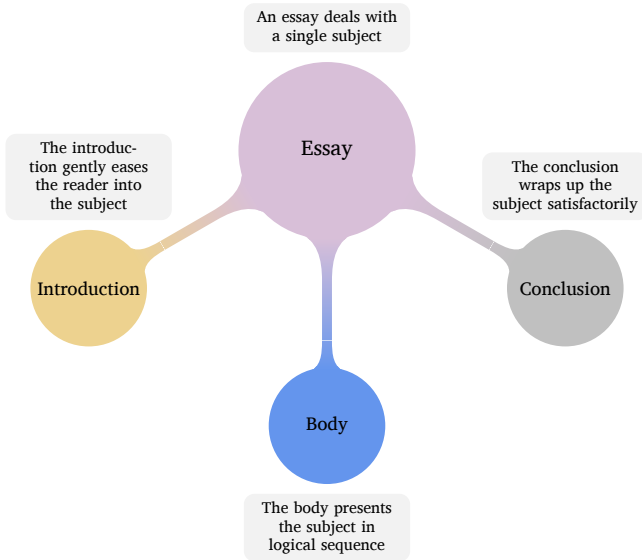 An essay deals with
a single subject
Essay
The introduc-
tion gently eases
the reader into
the subject
Introduction
The conclusion
wraps up the
subject satisfactorily
Conclusion
Body
The body presents
the subject in
logical sequence